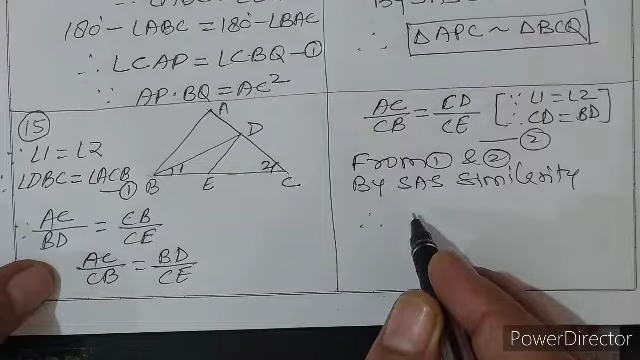 180° - ∠ABC = 180° - ∠BAC
∴ ∠CAP = ∠CBQ - ①
∵ AP·BQ = AC²
∴ △APC ~ △BCQ
⑮
∵ ∠1 = ∠2
∠DBC = ∠ACB - ①
A
D
1
2
B
E
C
∵ AC/BD = CB/CE
AC/CB = BD/CE
AC/CB = CD/CE [∵ ∠1 = ∠2 ∴ CD = BD]
- ②
From ① & ②
By SAS Similarity
∴
PowerDirector